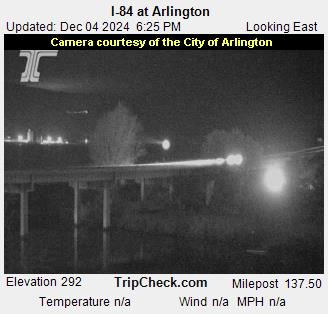 I-84 at Arlington
Updated: Dec 04 2024 6:25 PM Looking East
Camera courtesy of the City of Arlington
Elevation 292 TripCheck.com Milepost 137.50
Temperature n/a Wind n/a MPH n/a